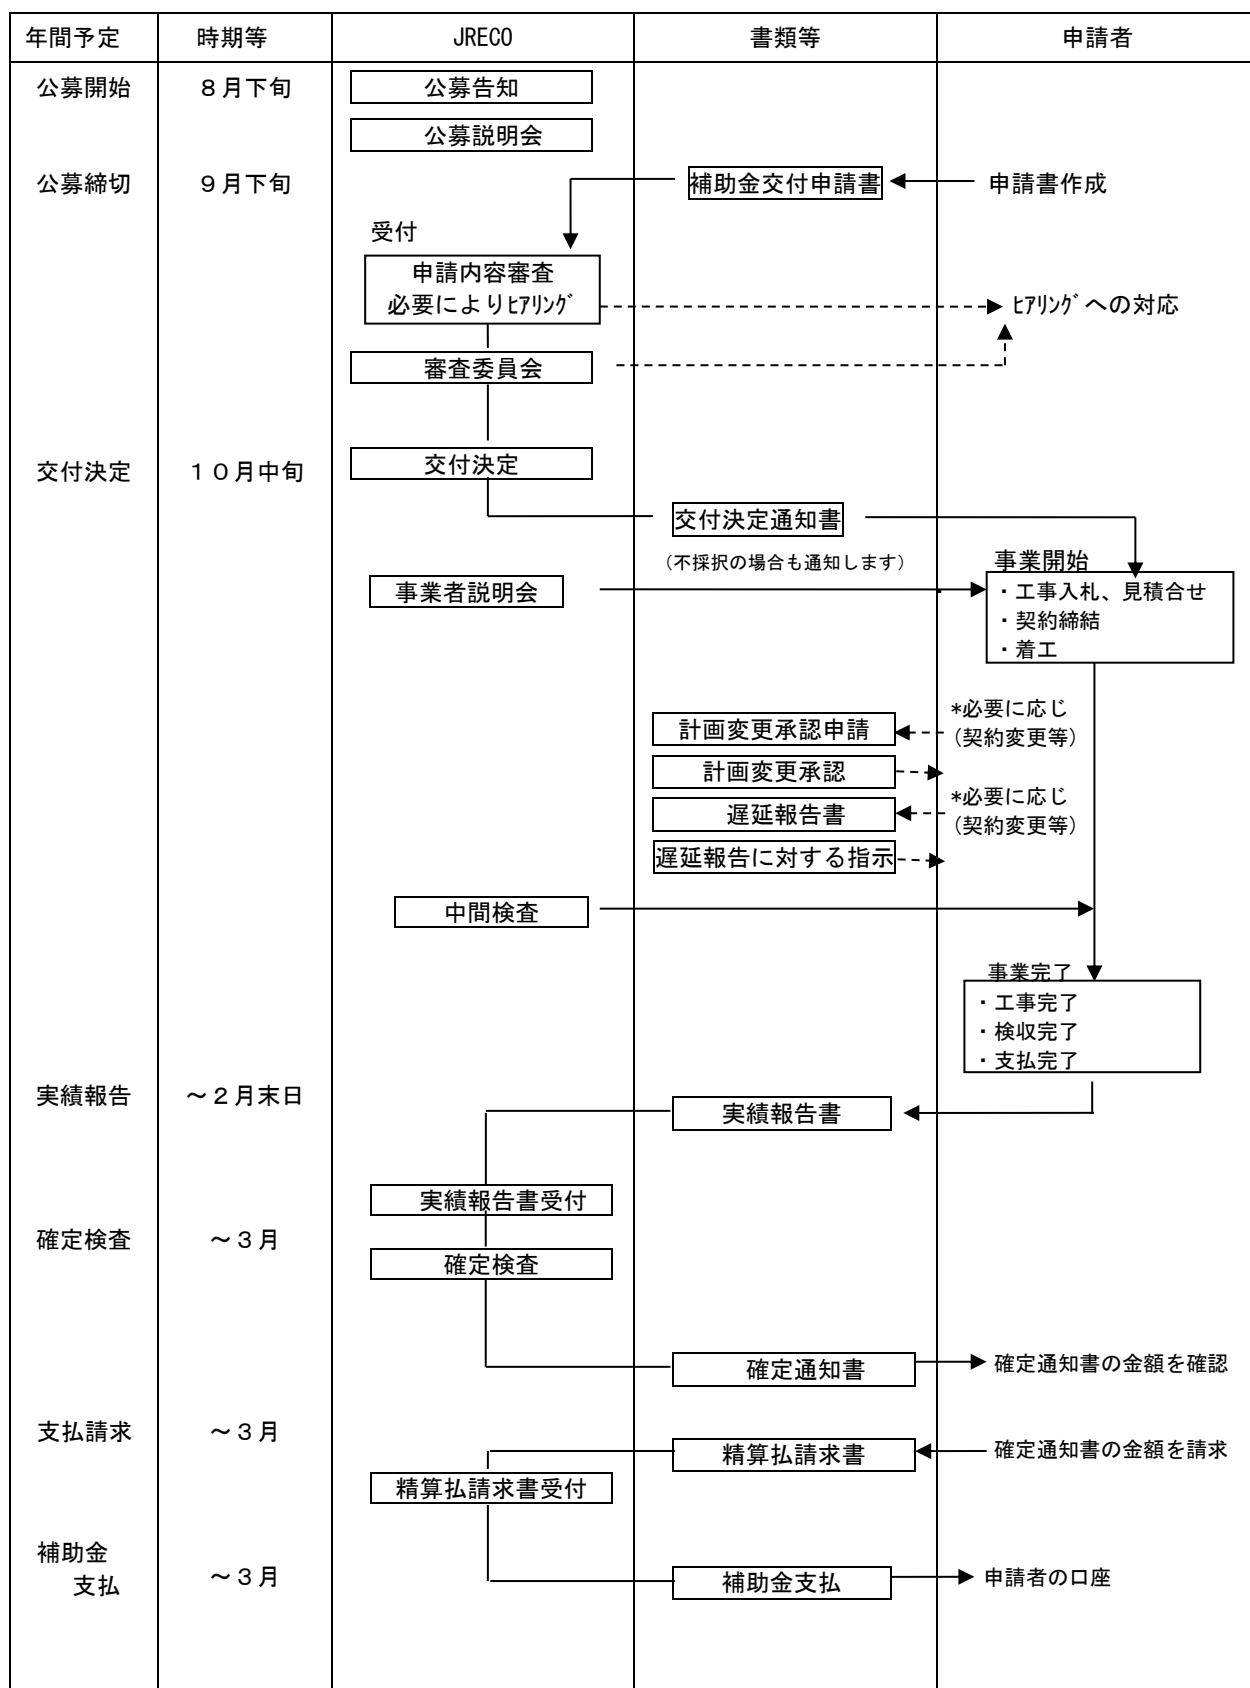 年間予定 時期等 JRECO 書類等 申請者
公募開始 8月下旬 公募告知
公募説明会
公募締切 9月下旬 補助金交付申請書 申請書作成
受付
申請内容審査
必要によりﾋｱﾘﾝｸﾞ ﾋｱﾘﾝｸﾞへの対応
審査委員会
交付決定 10月中旬 交付決定
交付決定通知書
(不採択の場合も通知します) 事業開始
事業者説明会 ・工事入札、見積合せ
・契約締結
・着工
*必要に応じ
計画変更承認申請 (契約変更等)
計画変更承認
*必要に応じ
遅延報告書 (契約変更等)
遅延報告に対する指示
中間検査
事業完了
・工事完了
・検収完了
・支払完了
実績報告 ～2月末日 実績報告書
実績報告書受付
確定検査 ～3月 確定検査
確定通知書 確定通知書の金額を確認
支払請求 ～3月 精算払請求書 確定通知書の金額を請求
精算払請求書受付
補助金
支払 ～3月 補助金支払 申請者の口座